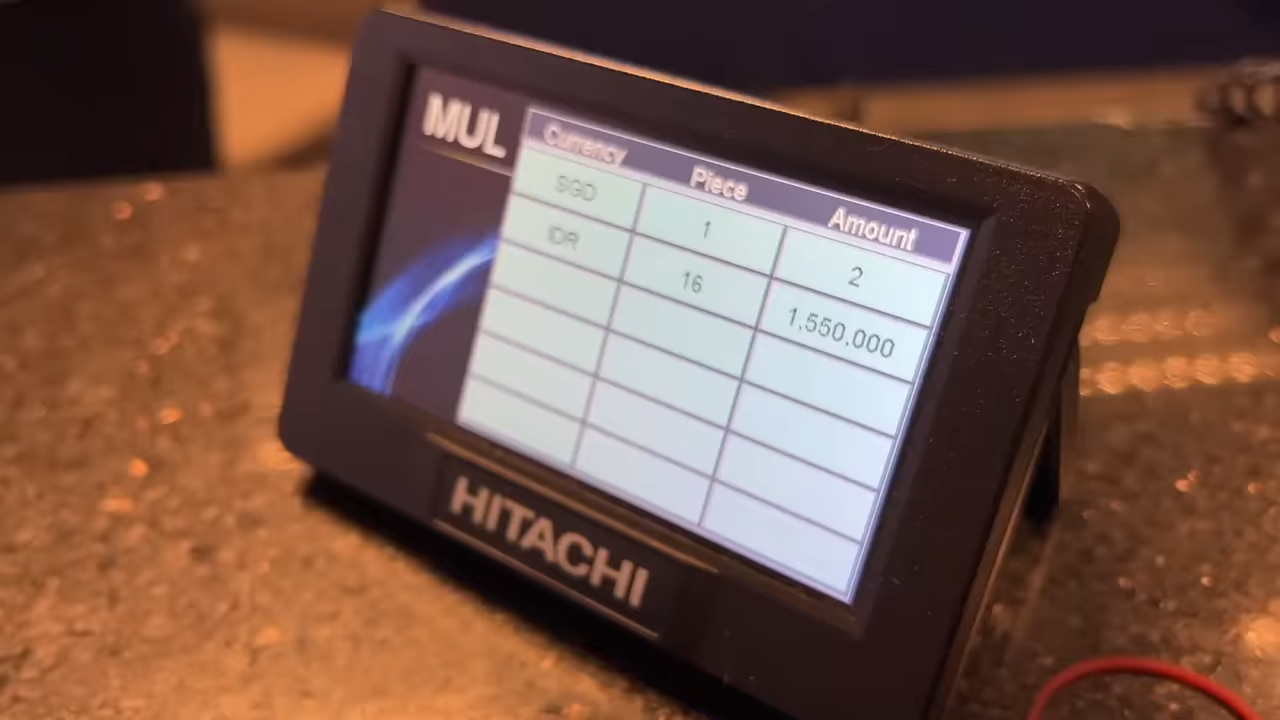 MUL
Currency Piece Amount
SGD 1 2
IDR 16 1,550,000
HITACHI